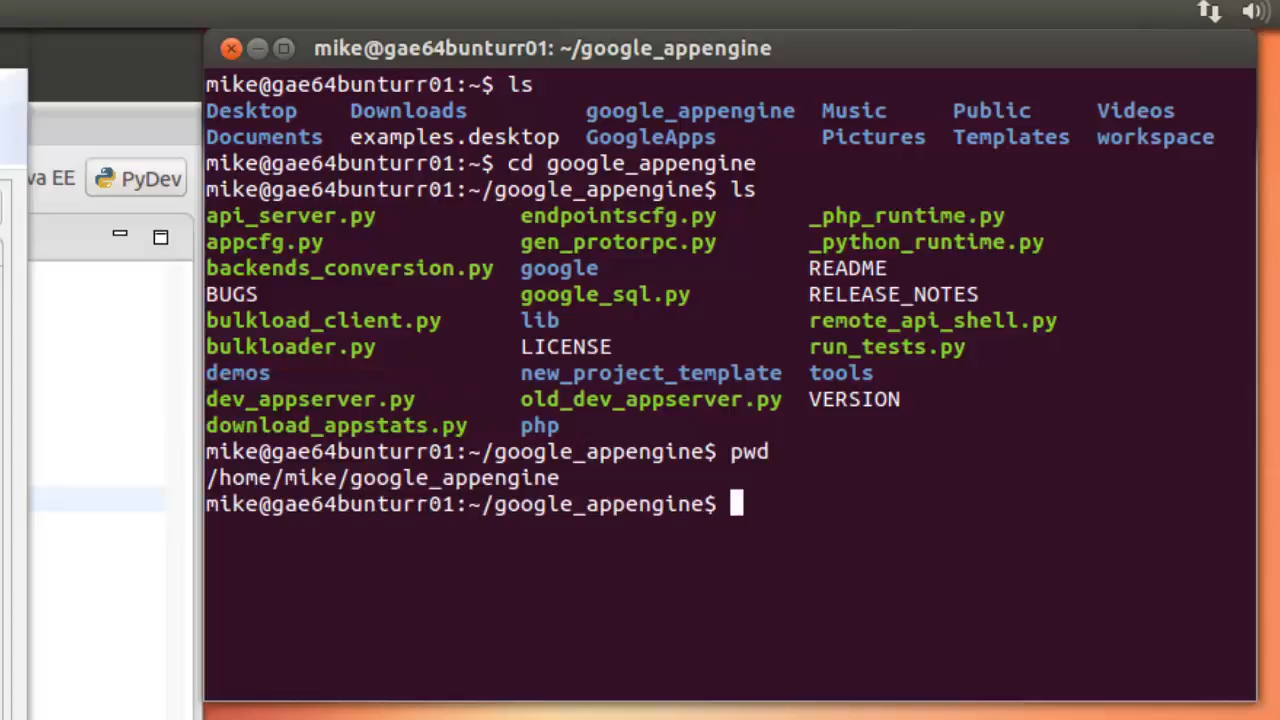 mike@gae64bunturr01: ~/google_appengine
mike@gae64bunturr01:~$ ls
Desktop Downloads google_appengine Music Public Videos
Documents examples.desktop GoogleApps Pictures Templates workspace
mike@gae64bunturr01:~$ cd google_appengine
va EE PyDev
mike@gae64bunturr01:~/google_appengine$ ls
api_server.py endpointscfg.py _php_runtime.py
appcfg.py gen_protorpc.py _python_runtime.py
backends_conversion.py google README
BUGS google_sql.py RELEASE_NOTES
bulkload_client.py lib remote_api_shell.py
bulkloader.py LICENSE run_tests.py
demos new_project_template tools
dev_appserver.py old_dev_appserver.py VERSION
download_appstats.py php
mike@gae64bunturr01:~/google_appengine$ pwd
/home/mike/google_appengine
mike@gae64bunturr01:~/google_appengine$